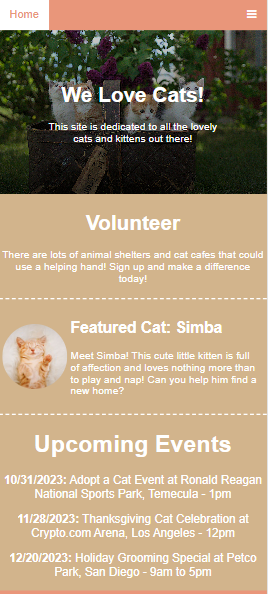 Home
We Love Cats!
This site is dedicated to all the lovely
cats and kittens out there!
Volunteer
There are lots of animal shelters and cat cafes that could
use a helping hand! Sign up and make a difference
today!
Featured Cat: Simba
Meet Simba! This cute little kitten is full
of affection and loves nothing more than
to play and nap! Can you help him find a
new home?
Upcoming Events
10/31/2023: Adopt a Cat Event at Ronald Reagan
National Sports Park, Temecula - 1pm
11/28/2023: Thanksgiving Cat Celebration at
Crypto.com Arena, Los Angeles - 12pm
12/20/2023: Holiday Grooming Special at Petco
Park, San Diego - 9am to 5pm